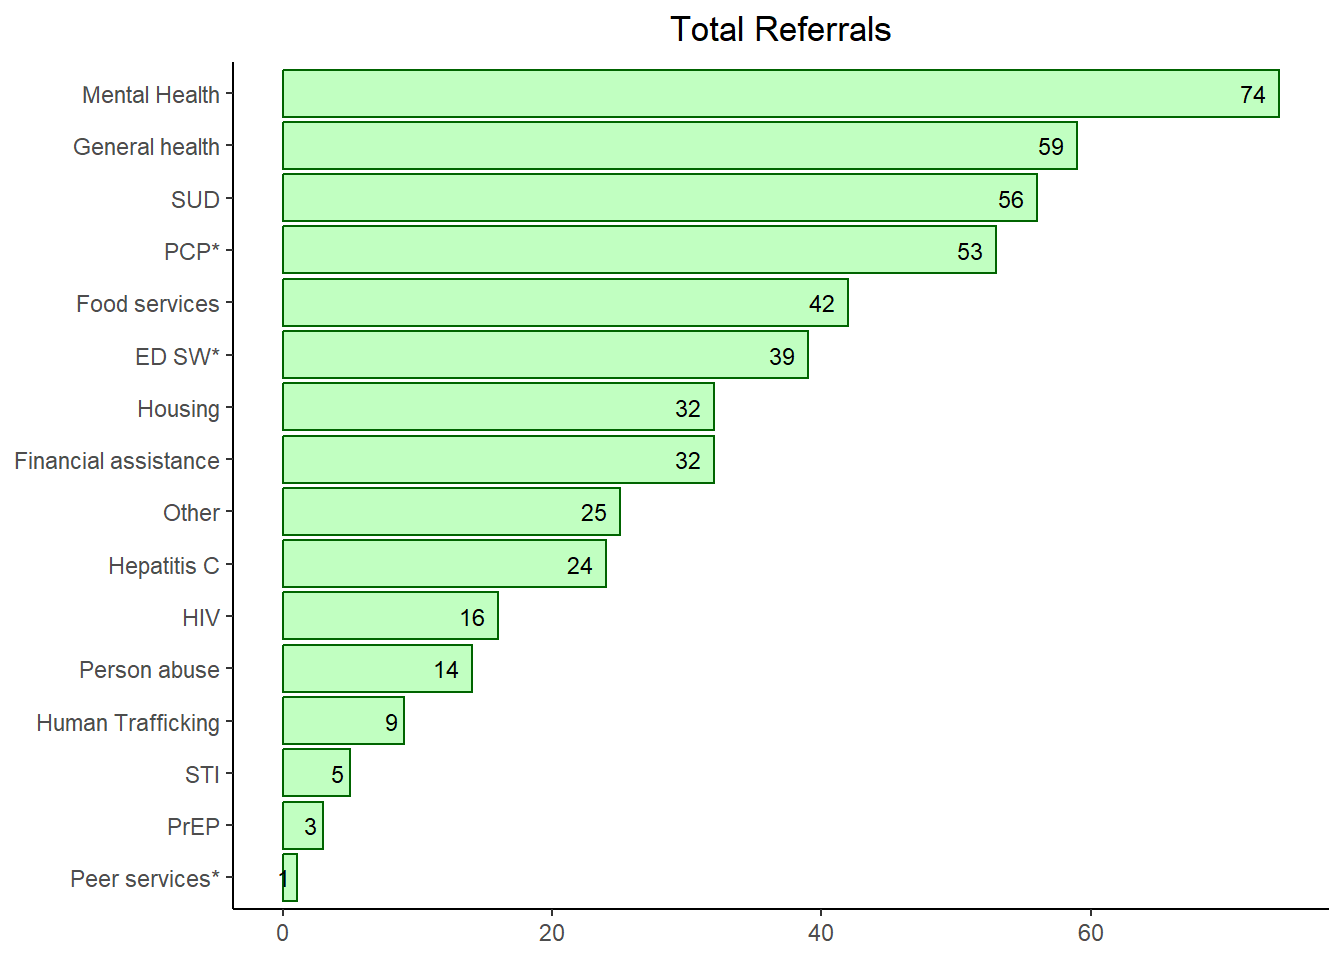 Total Referrals
Mental Health 74
General health 59
SUD 56
PCP* 53
Food services 42
ED SW* 39
Housing 32
Financial assistance 32
Other 25
Hepatitis C 24
HIV 16
Person abuse 14
Human Trafficking 9
STI 5
PrEP 3
Peer services* 1
0 20 40 60